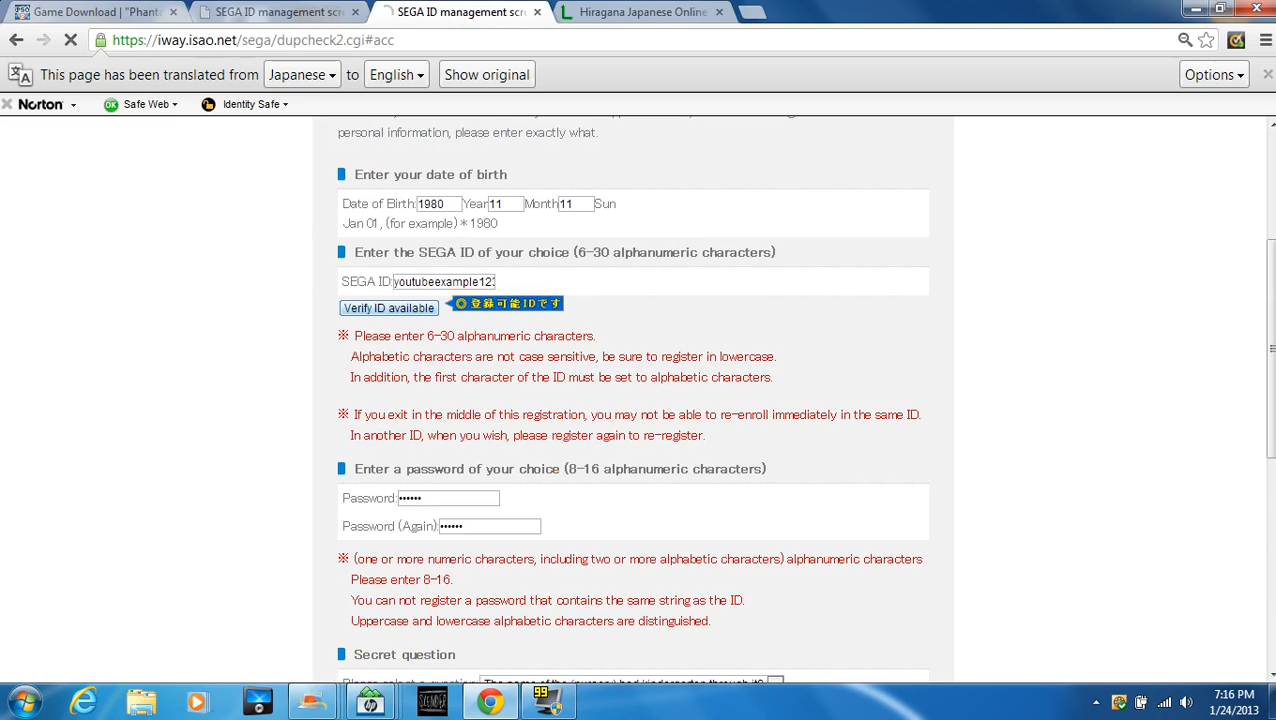 Game Download | "Phant
SEGA ID management scr
SEGA ID management scr
Hiragana Japanese Online
https://iway.isao.net/sega/dupcheck2.cgi#acc
This page has been translated from Japanese to English Show original Options
Norton Safe Web Identity Safe
personal information, please enter exactly what.
Enter your date of birth
Date of Birth: 1980 Year 11 Month 11 Sun
Jan 01, (for example) * 1980
Enter the SEGA ID of your choice (6-30 alphanumeric characters)
SEGA ID: youtubeexample123
Verify ID available ◎登録可能IDです
※ Please enter 6-30 alphanumeric characters.
Alphabetic characters are not case sensitive, be sure to register in lowercase.
In addition, the first character of the ID must be set to alphabetic characters.
※ If you exit in the middle of this registration, you may not be able to re-enroll immediately in the same ID.
In another ID, when you wish, please register again to re-register.
Enter a password of your choice (8-16 alphanumeric characters)
Password: ••••••
Password (Again): ••••••
※ (one or more numeric characters, including two or more alphabetic characters) alphanumeric characters
Please enter 8-16.
You can not register a password that contains the same string as the ID.
Uppercase and lowercase alphabetic characters are distinguished.
Secret question
SLENDER
99
7:16 PM
1/24/2013